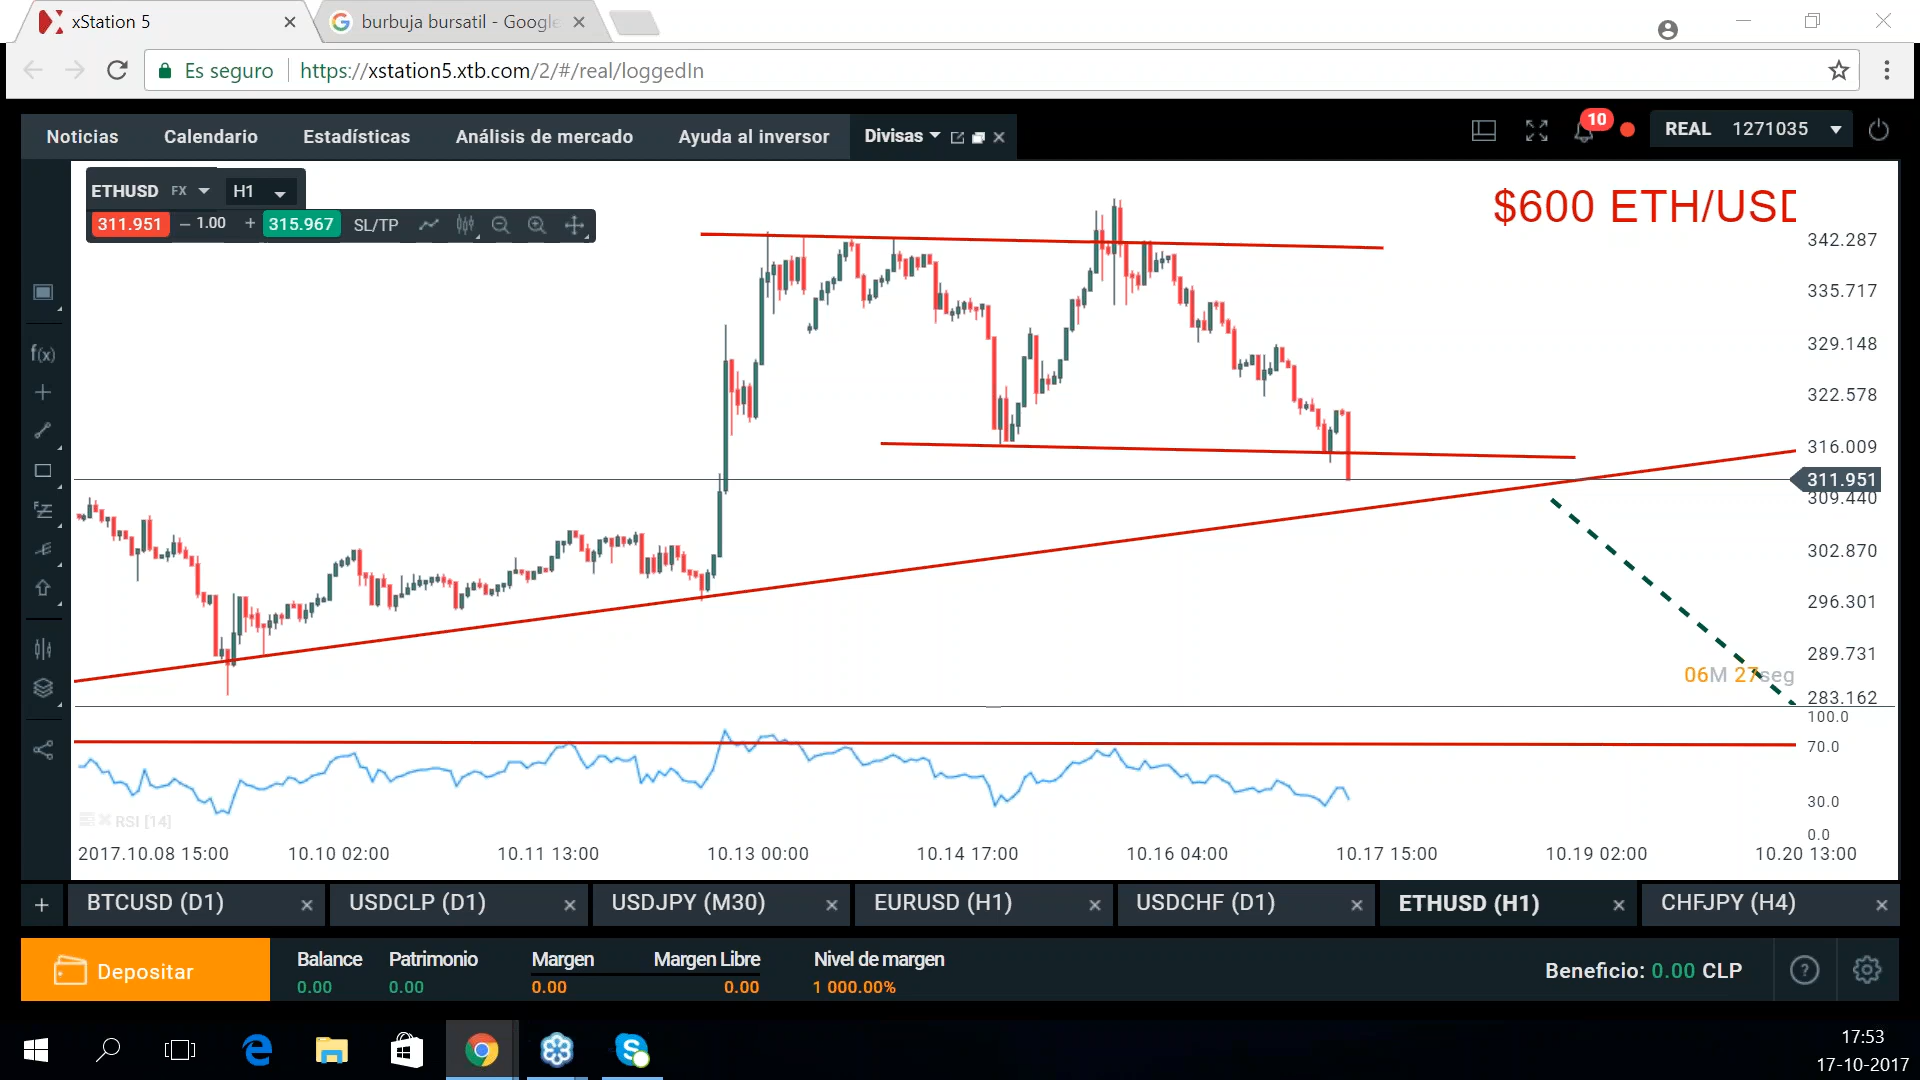 xStation 5
burbuja bursatil - Google
Es seguro
https://xstation5.xtb.com/2/#/real/loggedIn
Noticias
Calendario
Estadísticas
Análisis de mercado
Ayuda al inversor
Divisas
10
REAL 1271035
ETHUSD FX
H1
311.951
– 1.00 +
315.967
SL/TP
$600 ETH/USD
342.287
335.717
329.148
322.578
316.009
311.951
309.440
302.870
296.301
289.731
283.162
f(x)
06M 27seg
100.0
70.0
30.0
0.0
RSI [14]
2017.10.08 15:00
10.10 02:00
10.11 13:00
10.13 00:00
10.14 17:00
10.16 04:00
10.17 15:00
10.19 02:00
10.20 13:00
+
BTCUSD (D1)
USDCLP (D1)
USDJPY (M30)
EURUSD (H1)
USDCHF (D1)
ETHUSD (H1)
CHFJPY (H4)
Depositar
Balance
0.00
Patrimonio
0.00
Margen
0.00
Margen Libre
0.00
Nivel de margen
1 000.00%
Beneficio: 0.00 CLP
?
17:53
17-10-2017